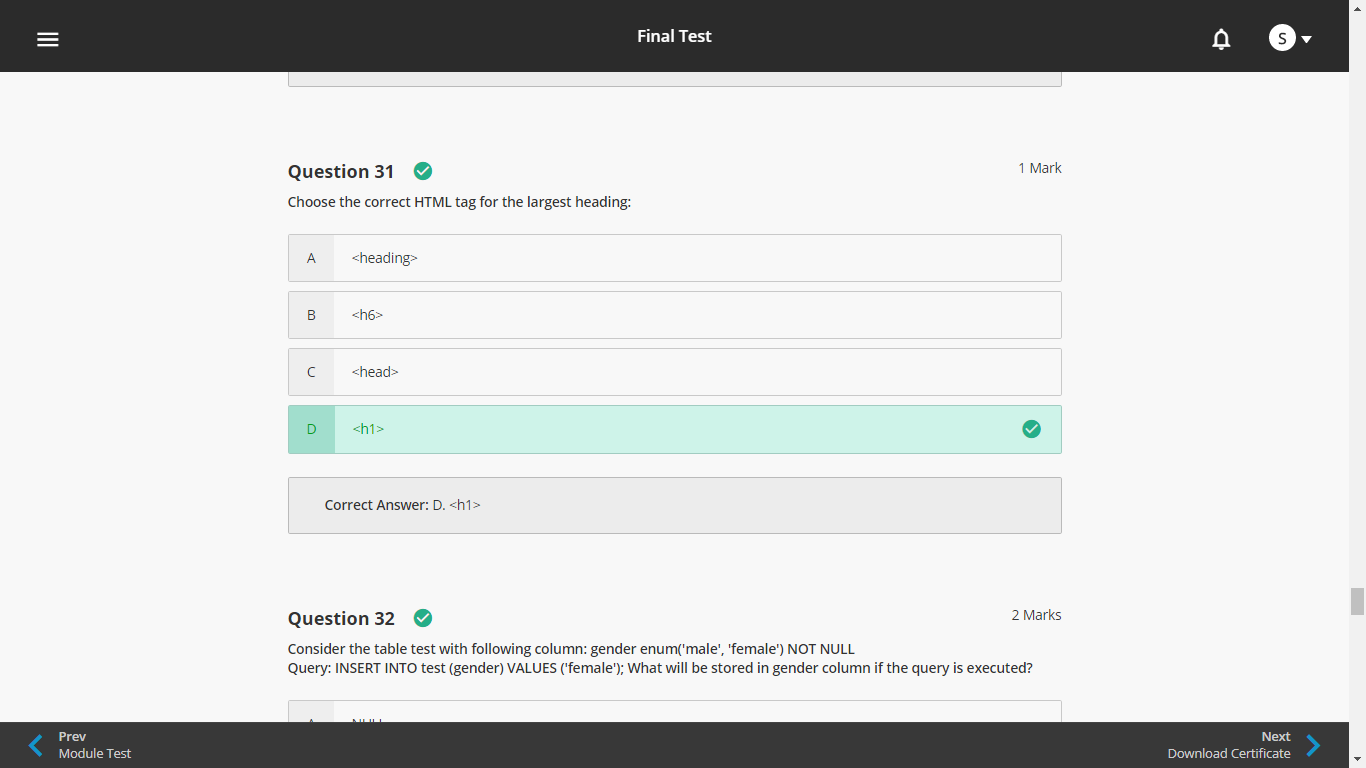 Final Test
S
Question 31
1 Mark
Choose the correct HTML tag for the largest heading:
A <heading>
B <h6>
C <head>
D <h1>
Correct Answer: D. <h1>
Question 32
2 Marks
Consider the table test with following column: gender enum('male', 'female') NOT NULL
Query: INSERT INTO test (gender) VALUES ('female'); What will be stored in gender column if the query is executed?
A NULL
Prev
Module Test
Next
Download Certificate